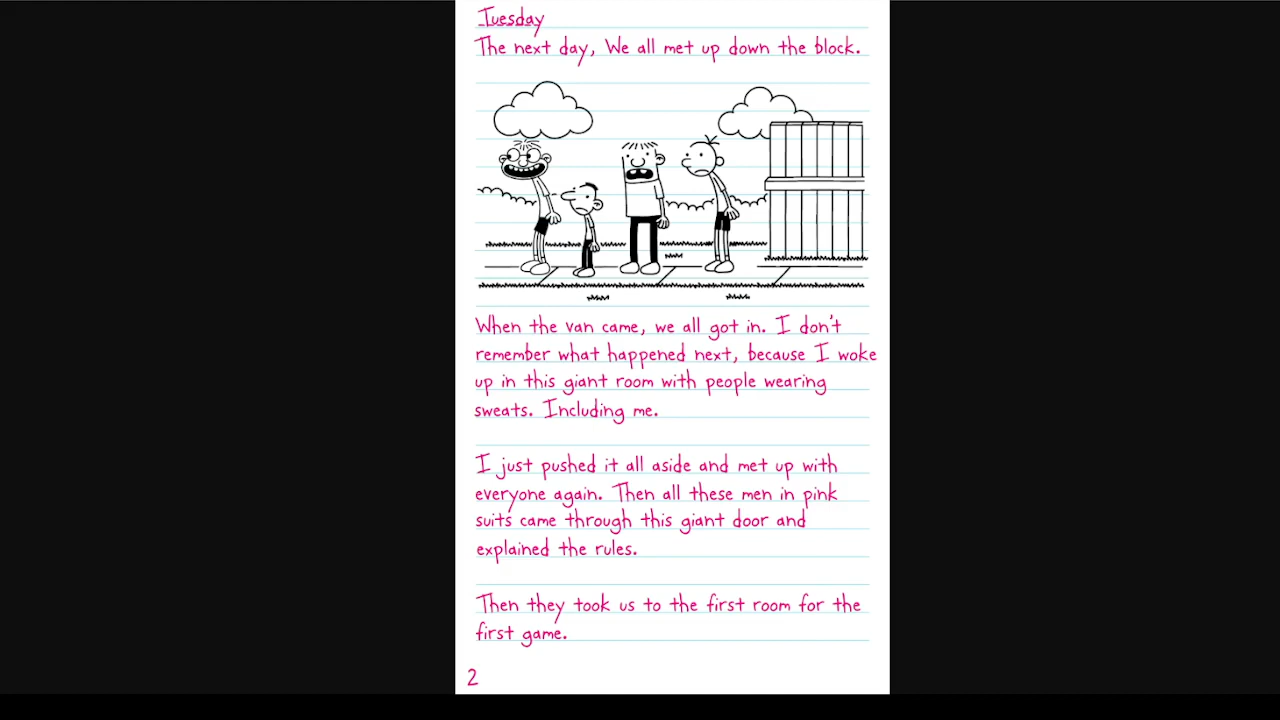 Tuesday
The next day, We all met up down the block.
When the van came, we all got in. I don't
remember what happened next, because I woke
up in this giant room with people wearing
sweats. Including me.
I just pushed it all aside and met up with
everyone again. Then all these men in pink
suits came through this giant door and
explained the rules.
Then they took us to the first room for the
first game.
2